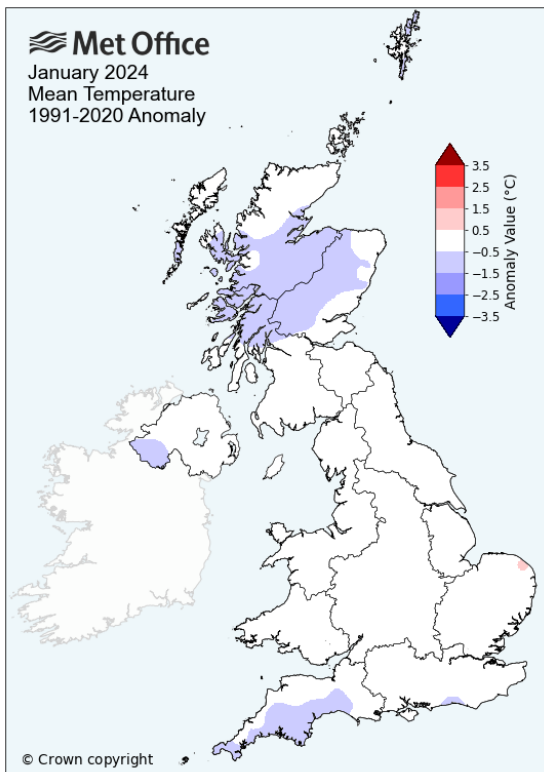 Met Office
January 2024
Mean Temperature
1991-2020 Anomaly
3.5
2.5
1.5
0.5
−0.5
−1.5
−2.5
−3.5
Anomaly Value (°C)
© Crown copyright